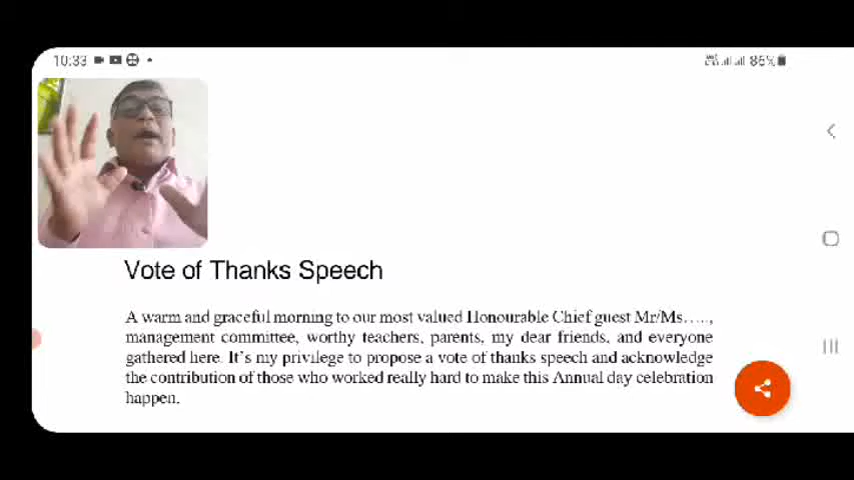 10:33
86%
Vote of Thanks Speech
A warm and graceful morning to our most valued Honourable Chief guest Mr/Ms…..,
management committee, worthy teachers, parents, my dear friends, and everyone
gathered here. It's my privilege to propose a vote of thanks speech and acknowledge
the contribution of those who worked really hard to make this Annual day celebration
happen.